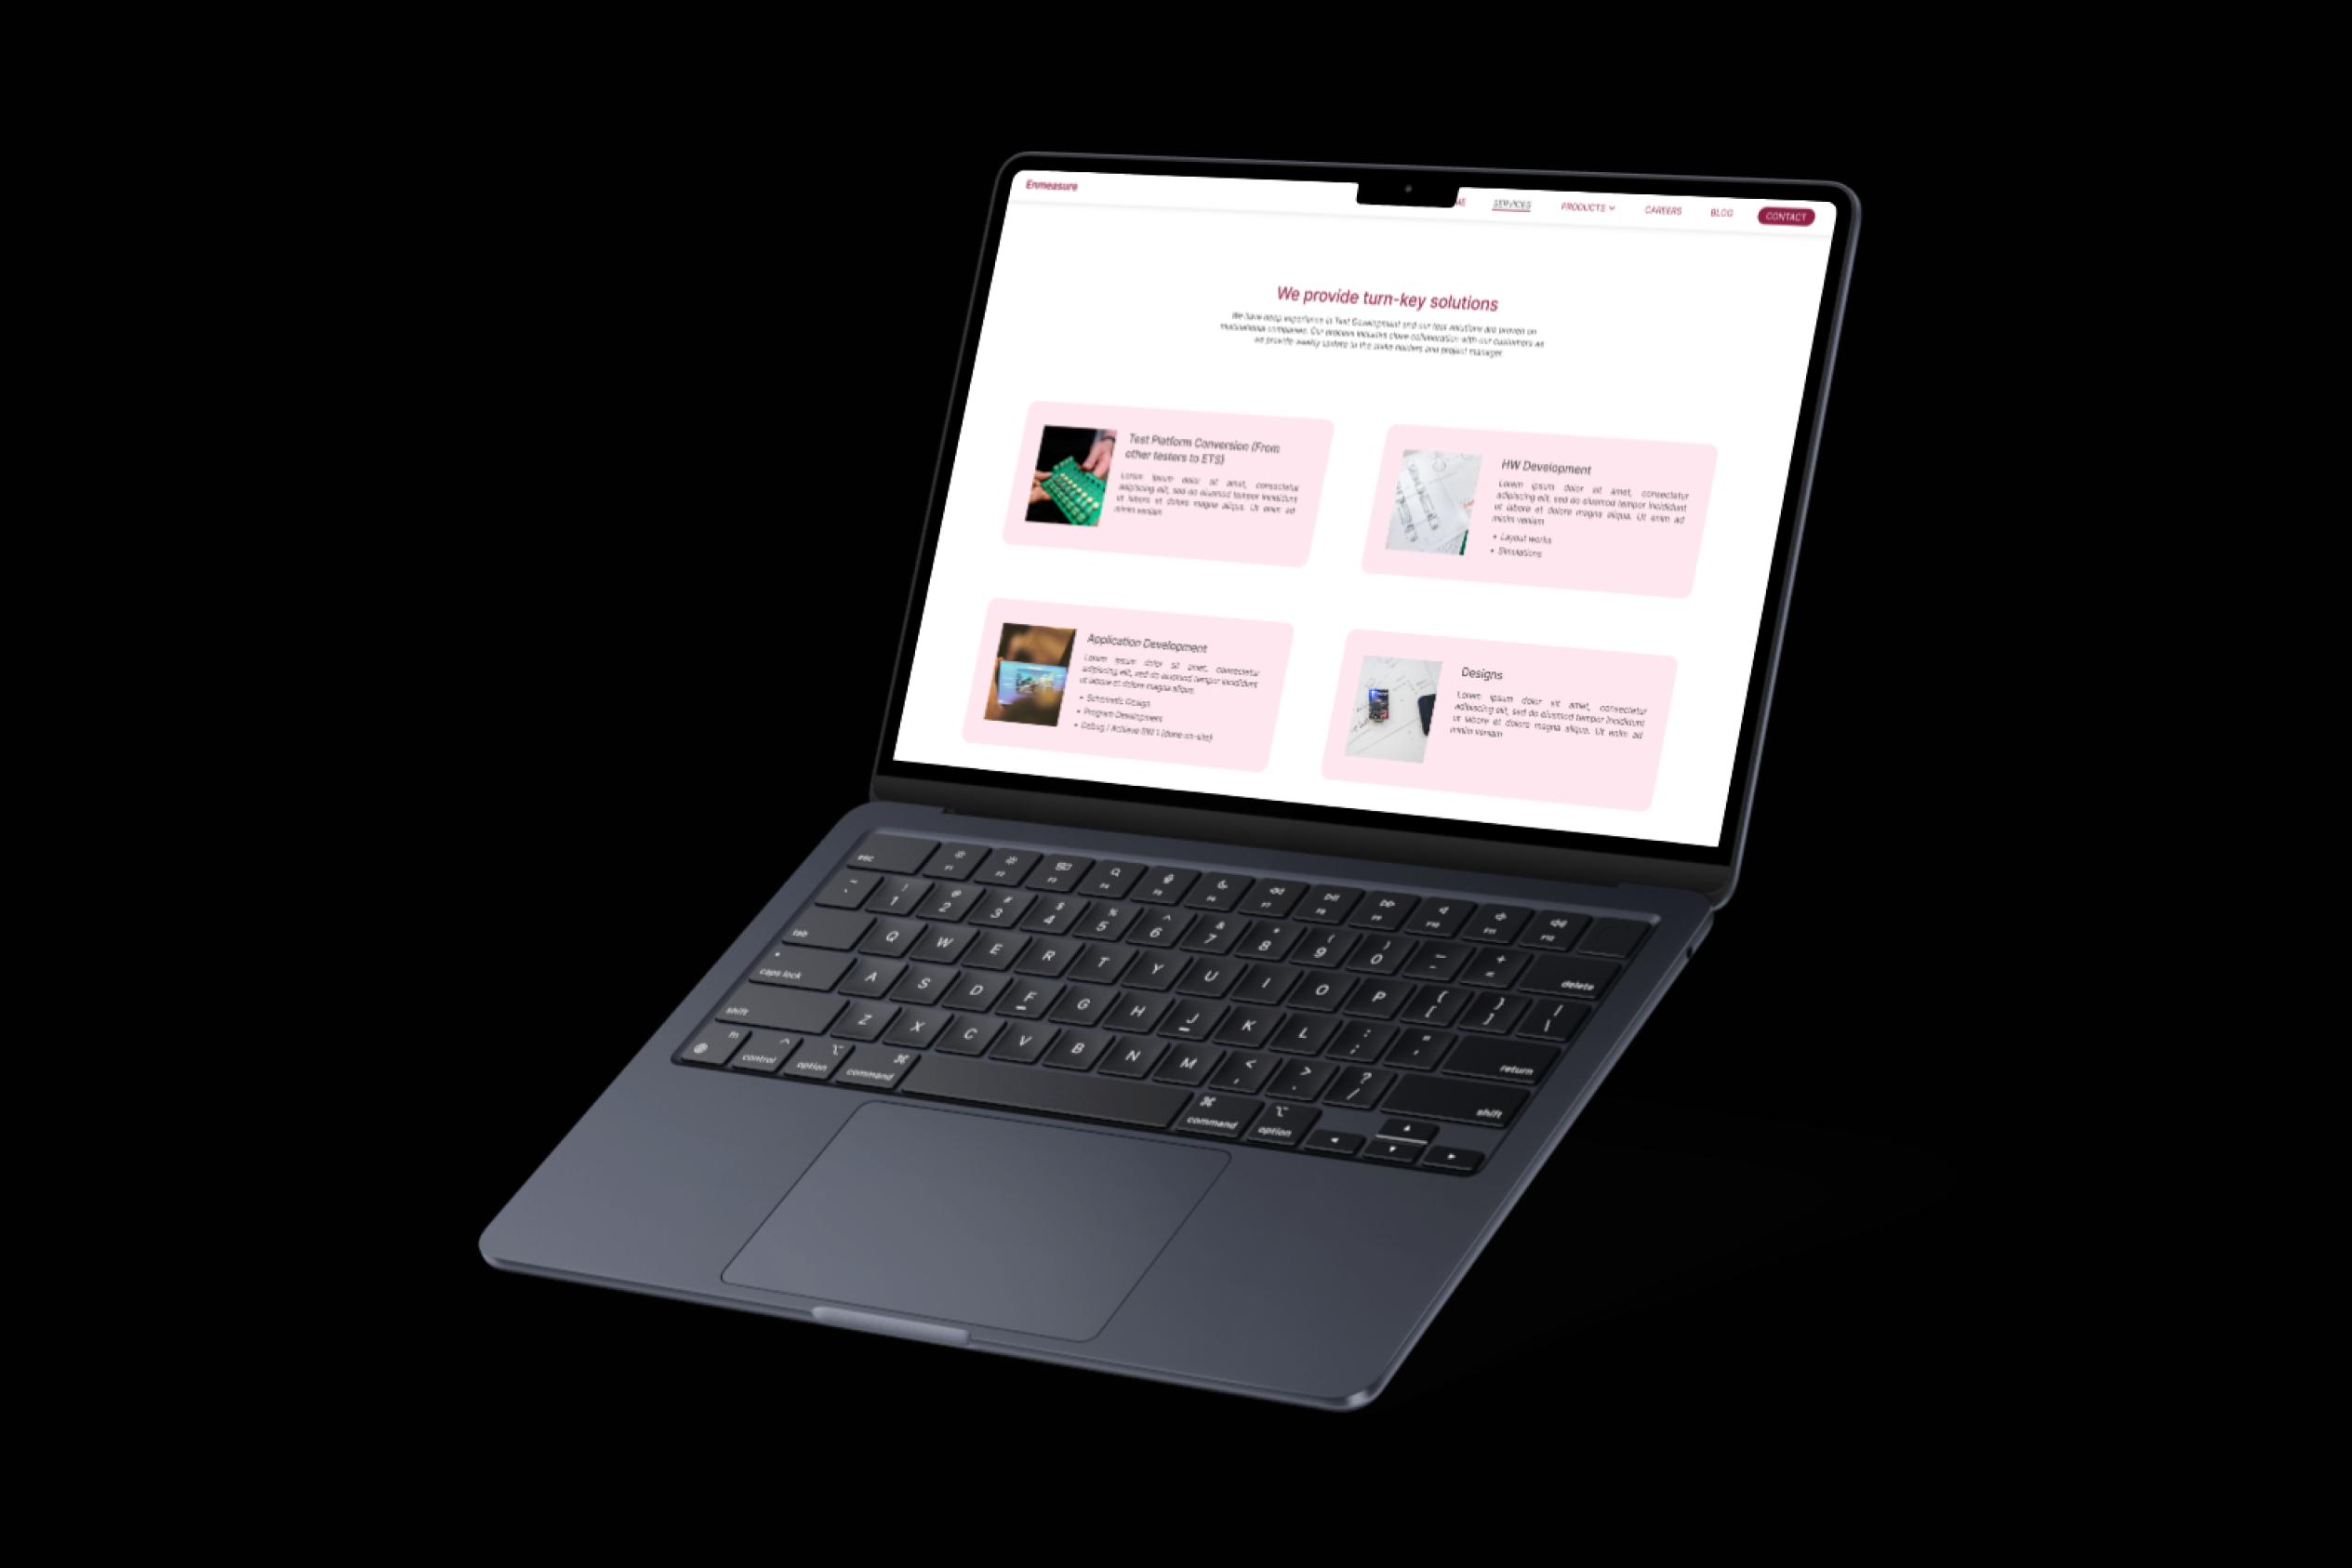 Enmeasure
ME SERVICES PRODUCTS CAREERS BLOG CONTACT
We provide turn-key solutions
We have deep experience in Test Development and our test solutions are proven on
multinational companies. Our process includes close collaboration with our customers as
we provide weekly update to the stake holders and project manager.
Test Platform Conversion (From
other testers to ETS)
Lorem ipsum dolor sit amet, consectetur
adipiscing elit, sed do eiusmod tempor incididunt
ut labore et dolore magna aliqua. Ut enim ad
minim veniam
HW Development
Lorem ipsum dolor sit amet, consectetur
adipiscing elit, sed do eiusmod tempor incididunt
ut labore et dolore magna aliqua. Ut enim ad
minim veniam
• Layout works
• Simulations
Application Development
Lorem ipsum dolor sit amet, consectetur
adipiscing elit, sed do eiusmod tempor incididunt
ut labore et dolore magna aliqua.
• Schematic Design
• Program Development
• Debug / Achieve (done on-site)
Designs
Lorem ipsum dolor sit amet, consectetur
adipiscing elit, sed do eiusmod tempor incididunt
ut labore et dolore magna aliqua. Ut enim ad
minim veniam
esc F1 F2 F3 F4 F5 F6 F7 F8 F9 F10 F11 F12
~ ! @ # $ % ^ & * ( ) — +
` 1 2 3 4 5 6 7 8 9 0 - = delete
tab Q W E R T Y U I O P { [ } ] | \
caps lock A S D F G H J K L : ; " ' return
shift Z X C V B N M < , > . ? / shift
fn control ^ option ⌥ command ⌘ ⌘ command ⌥ option ◀ ▲ ▼ ▶